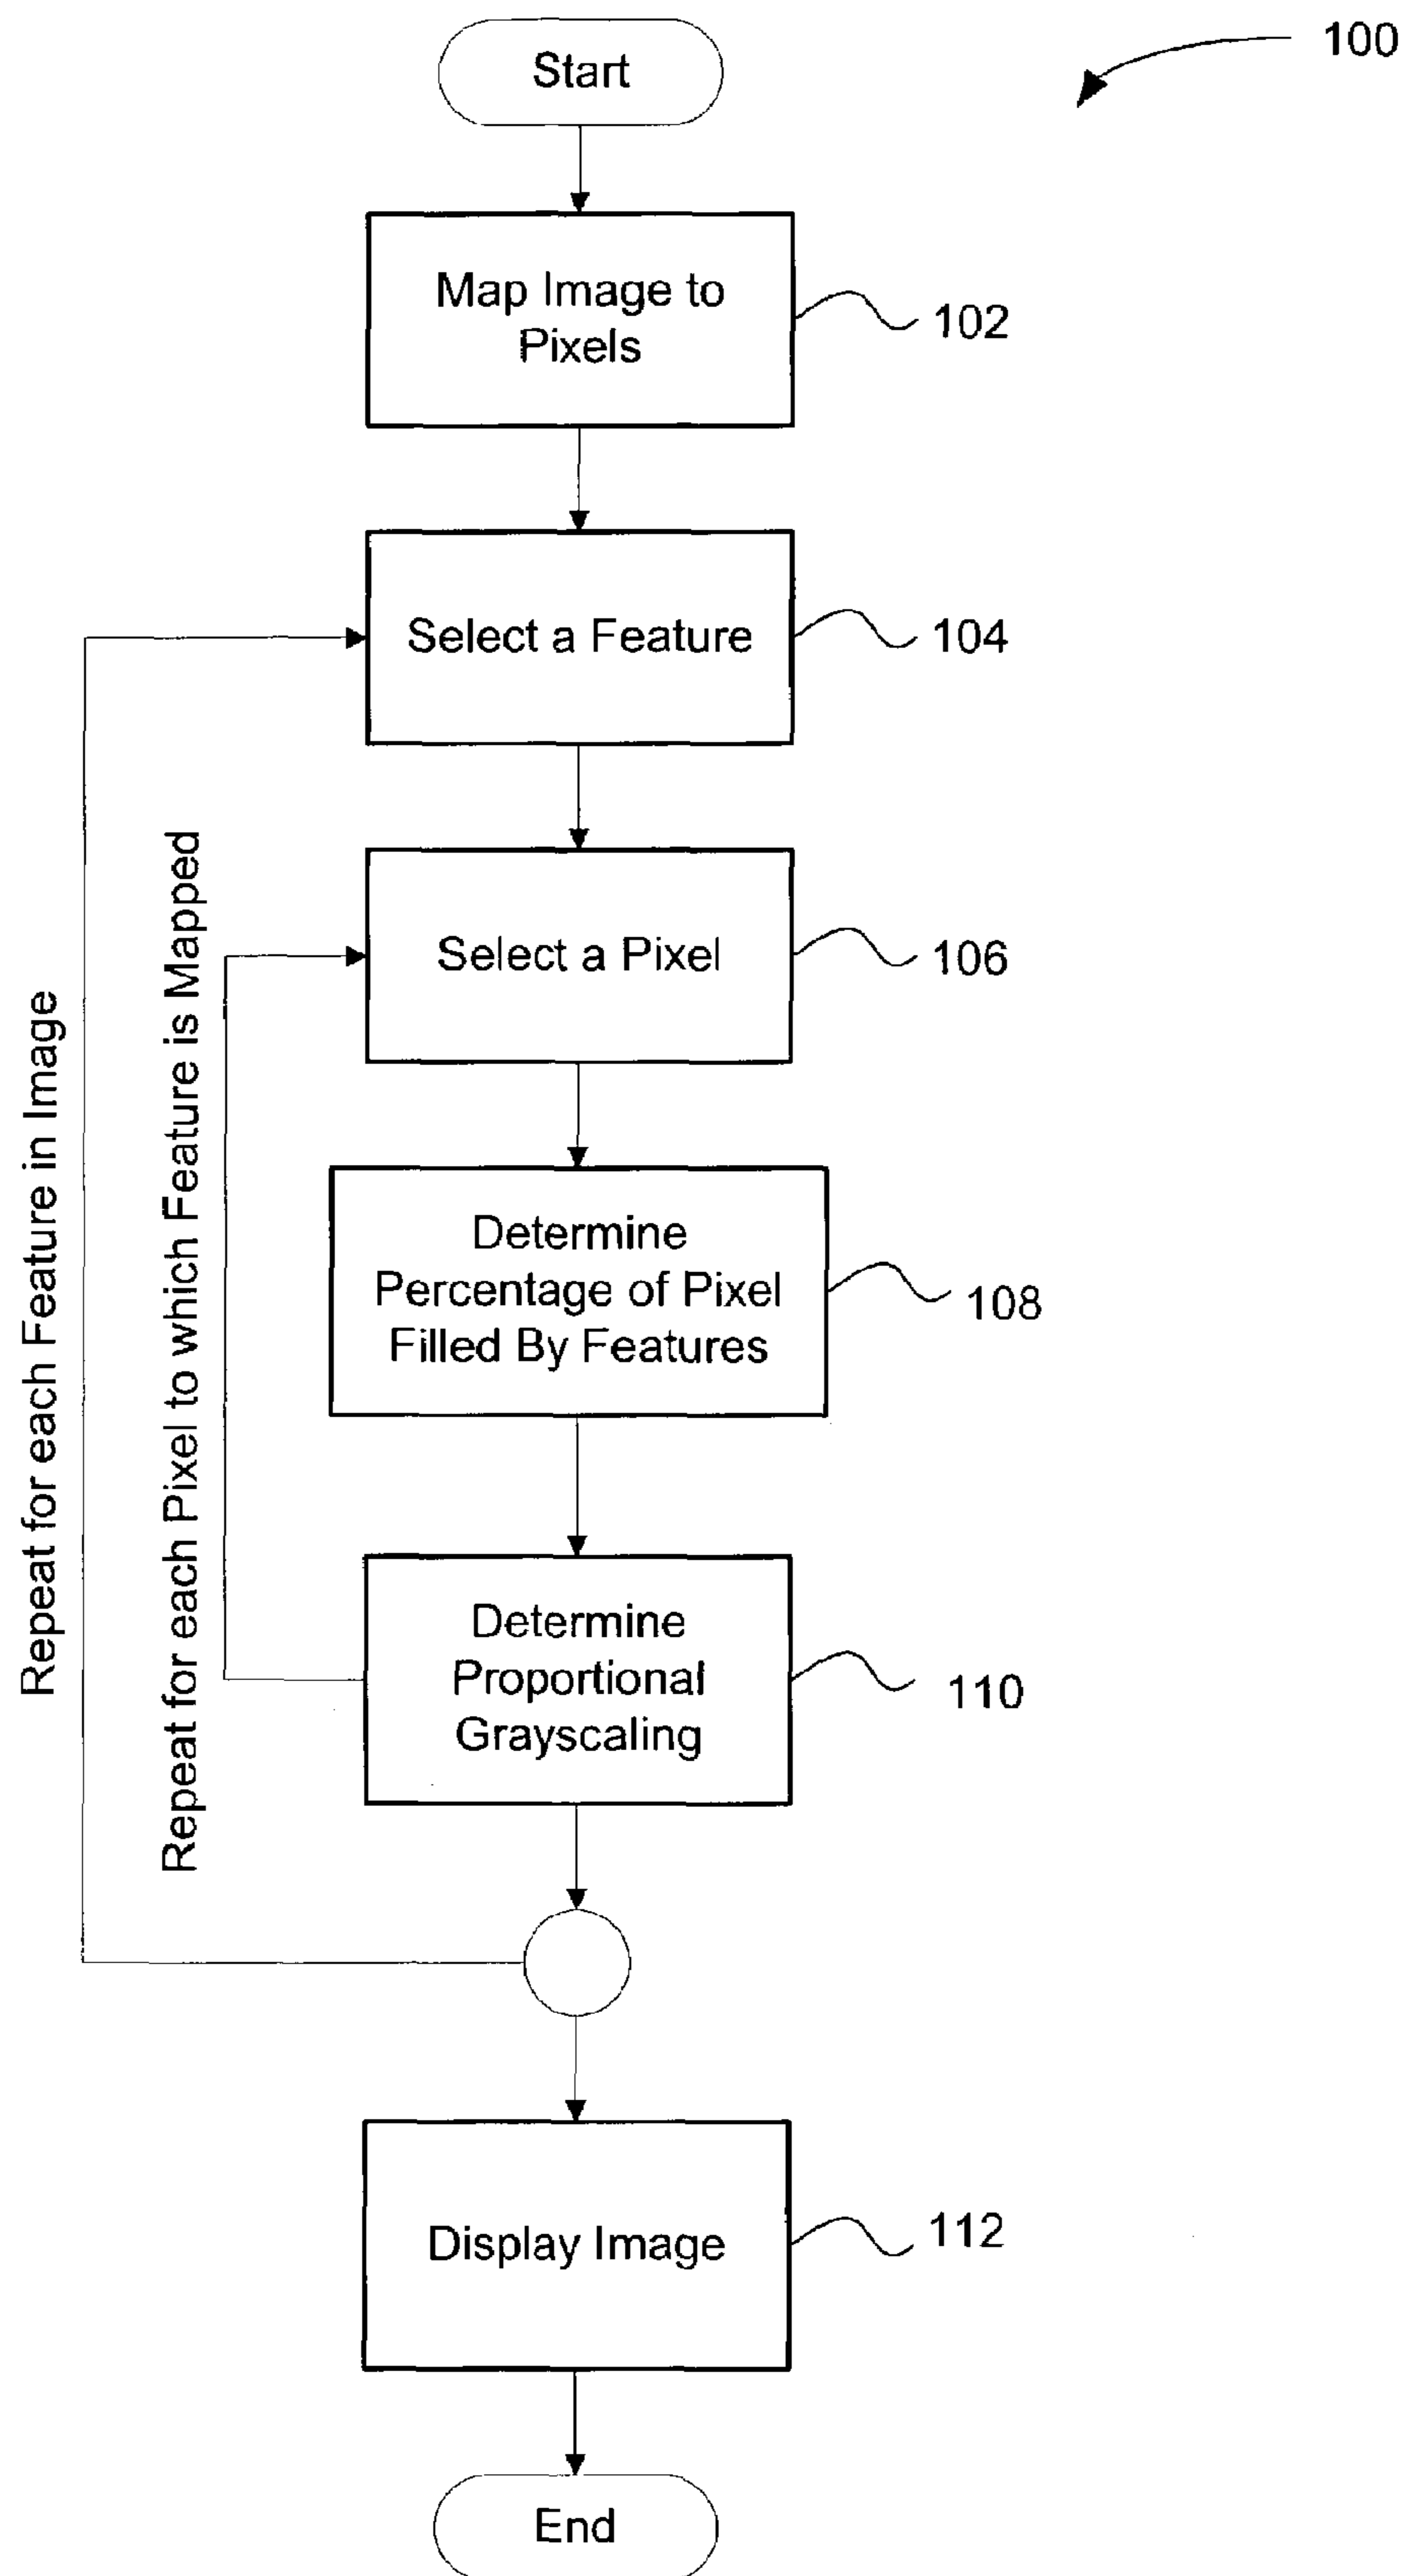 Start
100
Map Image to
Pixels
102
Select a Feature
104
Select a Pixel
106
Determine
Percentage of Pixel
Filled By Features
108
Determine
Proportional
Grayscaling
110
Repeat for each Pixel to which Feature is Mapped
Repeat for each Feature in Image
Display Image
112
End